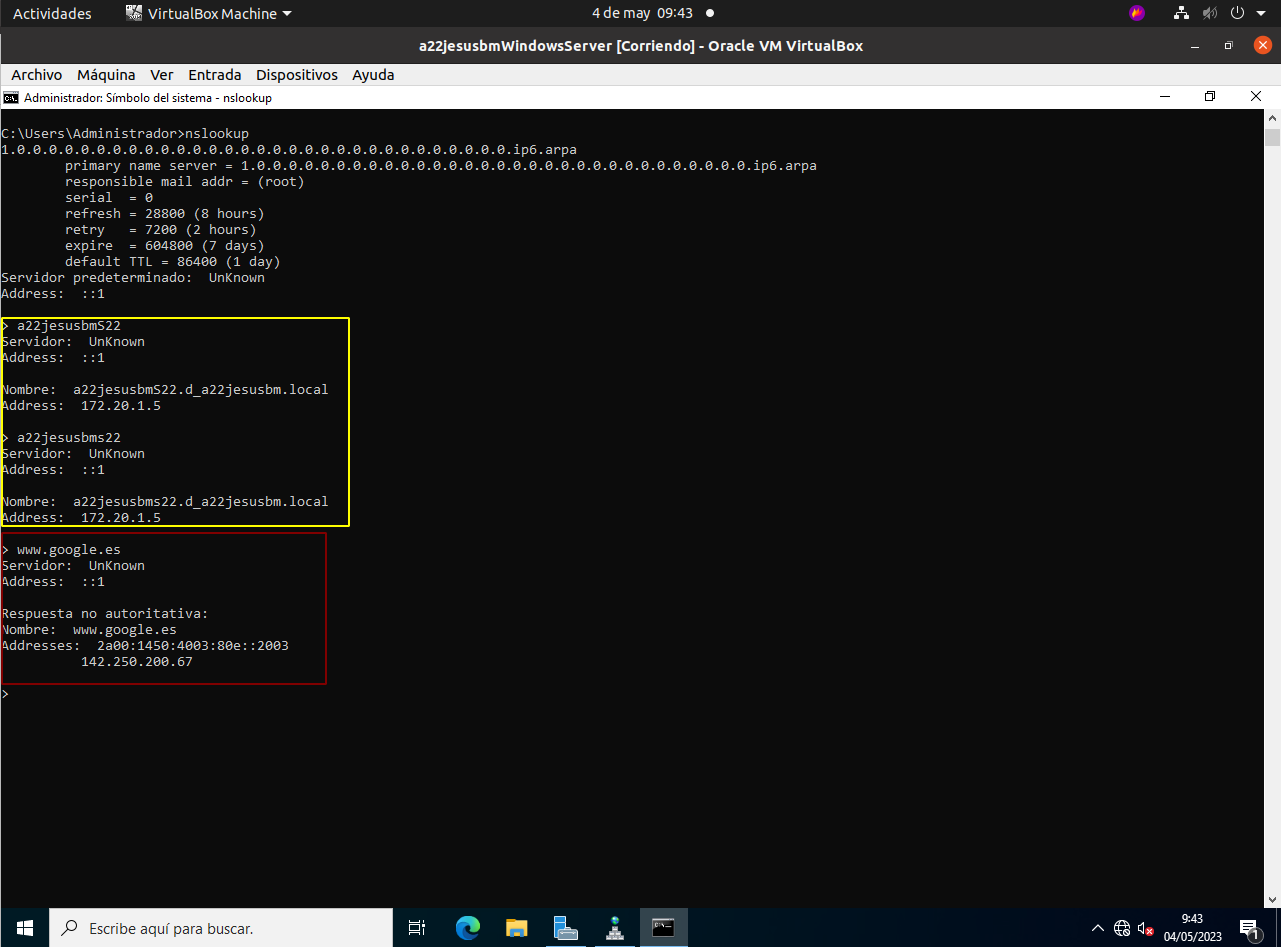 Actividades VirtualBox Machine 4 de may 09:43
a22jesusbmWindowsServer [Corriendo] - Oracle VM VirtualBox
Archivo Máquina Ver Entrada Dispositivos Ayuda
Administrador: Símbolo del sistema - nslookup
C:\Users\Administrador>nslookup
1.0.0.0.0.0.0.0.0.0.0.0.0.0.0.0.0.0.0.0.0.0.0.0.0.0.0.0.0.0.0.0.ip6.arpa
primary name server = 1.0.0.0.0.0.0.0.0.0.0.0.0.0.0.0.0.0.0.0.0.0.0.0.0.0.0.0.0.0.0.0.ip6.arpa
responsible mail addr = (root)
serial = 0
refresh = 28800 (8 hours)
retry = 7200 (2 hours)
expire = 604800 (7 days)
default TTL = 86400 (1 day)
Servidor predeterminado: UnKnown
Address: ::1
> a22jesusbmS22
Servidor: UnKnown
Address: ::1
Nombre: a22jesusbmS22.d_a22jesusbm.local
Address: 172.20.1.5
> a22jesusbms22
Servidor: UnKnown
Address: ::1
Nombre: a22jesusbms22.d_a22jesusbm.local
Address: 172.20.1.5
> www.google.es
Servidor: UnKnown
Address: ::1
Respuesta no autoritativa:
Nombre: www.google.es
Addresses: 2a00:1450:4003:80e::2003
142.250.200.67
>
Escribe aquí para buscar.
9:43
04/05/2023
1